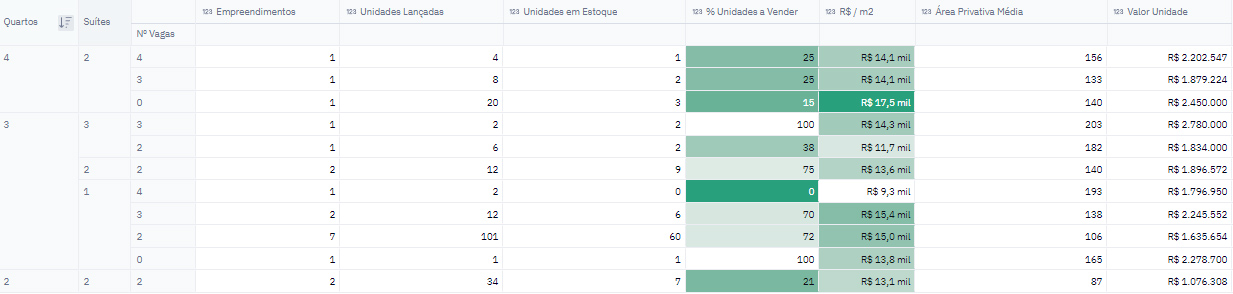 Quartos Suítes 123 Empreendimentos 123 Unidades Lançadas 123 Unidades em Estoque 123 % Unidades a Vender 123 R$ / m2 123 Área Privativa Média 123 Valor Unidade
Nº Vagas
4 2 4 1 4 1 25 R$ 14,1 mil 156 R$ 2.202.547
3 1 8 2 25 R$ 14,1 mil 133 R$ 1.879.224
0 1 20 3 15 R$ 17,5 mil 140 R$ 2.450.000
3 3 3 1 2 2 100 R$ 14,3 mil 203 R$ 2.780.000
2 1 6 2 38 R$ 11,7 mil 182 R$ 1.834.000
2 2 2 12 9 75 R$ 13,6 mil 140 R$ 1.896.572
1 4 1 2 0 0 R$ 9,3 mil 193 R$ 1.796.950
3 2 12 6 70 R$ 15,4 mil 138 R$ 2.245.552
2 7 101 60 72 R$ 15,0 mil 106 R$ 1.635.654
0 1 1 1 100 R$ 13,8 mil 165 R$ 2.278.700
2 2 2 2 34 7 21 R$ 13,1 mil 87 R$ 1.076.308